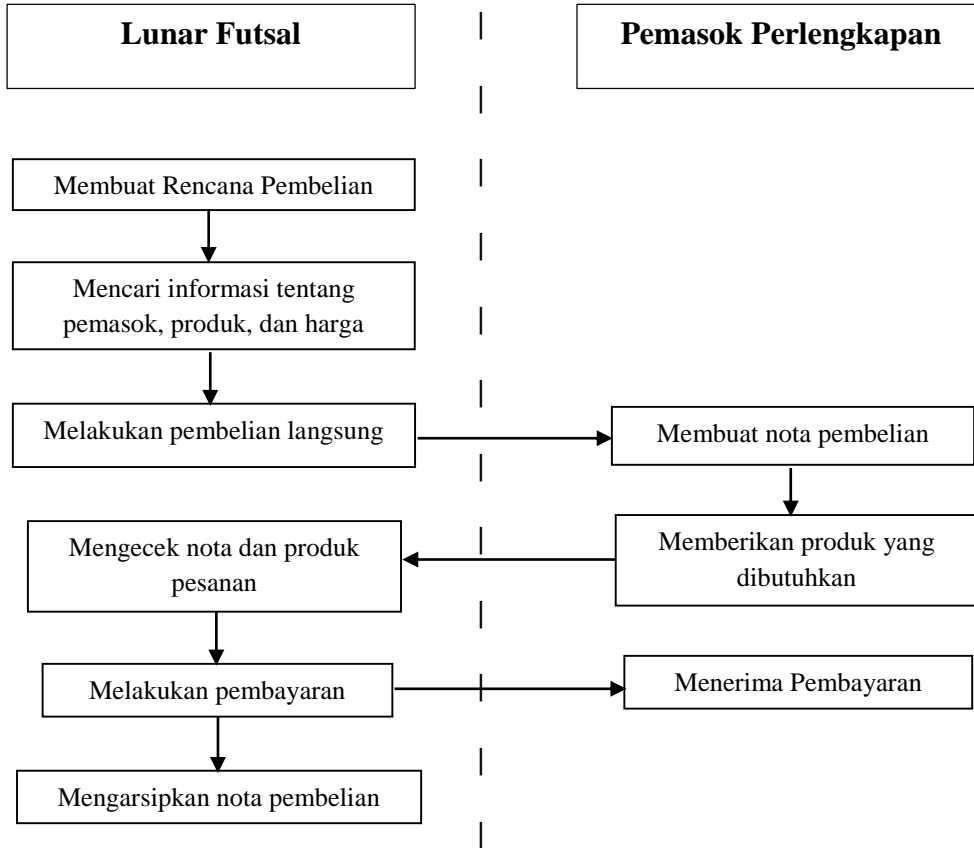 Lunar Futsal
Pemasok Perlengkapan
Membuat Rencana Pembelian
Mencari informasi tentang
pemasok, produk, dan harga
Melakukan pembelian langsung
Membuat nota pembelian
Memberikan produk yang
dibutuhkan
Mengecek nota dan produk
pesanan
Melakukan pembayaran
Menerima Pembayaran
Mengarsipkan nota pembelian